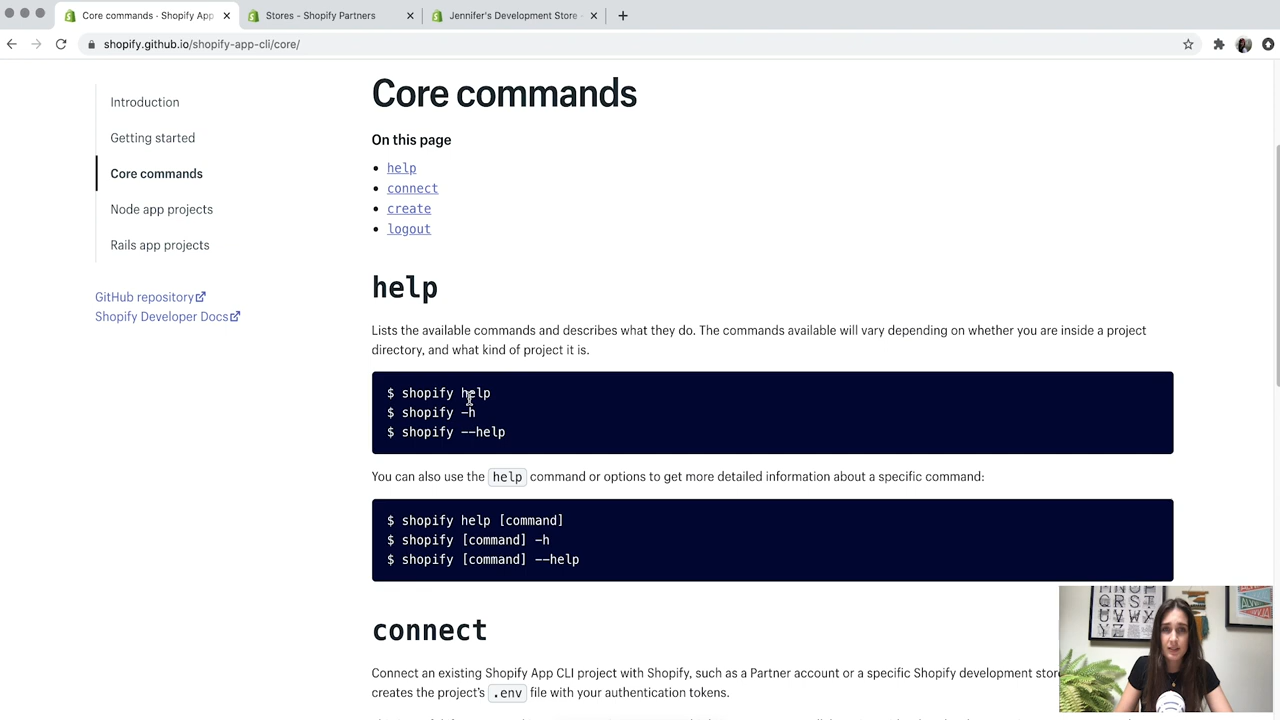 Core commands · Shopify App
Stores - Shopify Partners
Jennifer's Development Store ·
shopify.github.io/shopify-app-cli/core/
Introduction
Getting started
Core commands
Node app projects
Rails app projects
GitHub repository
Shopify Developer Docs
Core commands
On this page
help
connect
create
logout
help
Lists the available commands and describes what they do. The commands available will vary depending on whether you are inside a project
directory, and what kind of project it is.
$ shopify help
$ shopify -h
$ shopify --help
You can also use the help command or options to get more detailed information about a specific command:
$ shopify help [command]
$ shopify [command] -h
$ shopify [command] --help
connect
Connect an existing Shopify App CLI project with Shopify, such as a Partner account or a specific Shopify development store
creates the project's .env file with your authentication tokens.